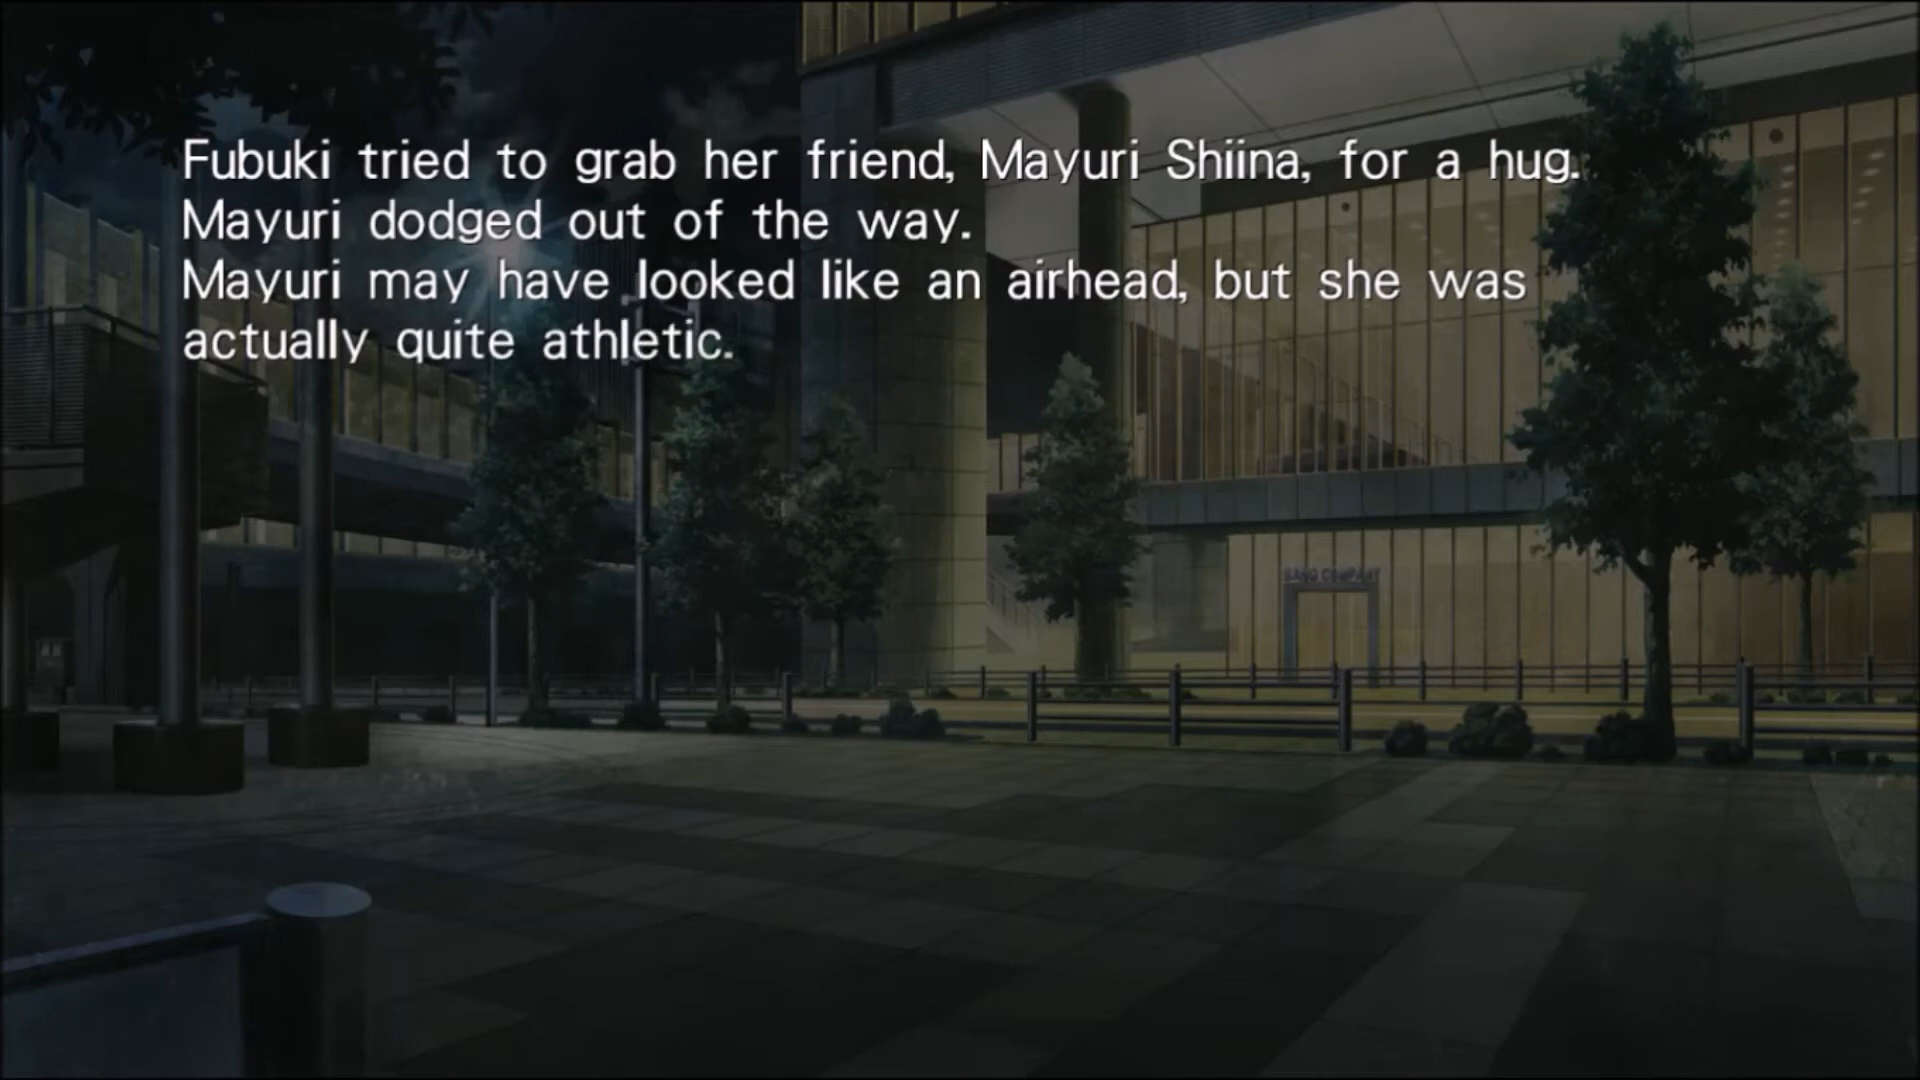 Fubuki tried to grab her friend, Mayuri Shiina, for a hug.
Mayuri dodged out of the way.
Mayuri may have looked like an airhead, but she was
actually quite athletic.